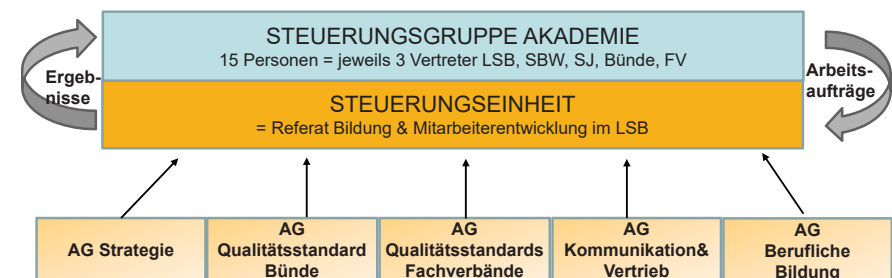 STEUERUNGSGRUPPE AKADEMIE
15 Personen = jeweils 3 Vertreter LSB, SBW, SJ, Bünde, FV
Ergeb-
nisse
Arbeits-
aufträge
STEUERUNGSEINHEIT
= Referat Bildung & Mitarbeiterentwicklung im LSB
AG Strategie
AG
Qualitätsstandard
Bünde
AG
Qualitätsstandards
Fachverbände
AG
Kommunikation&
Vertrieb
AG
Berufliche
Bildung